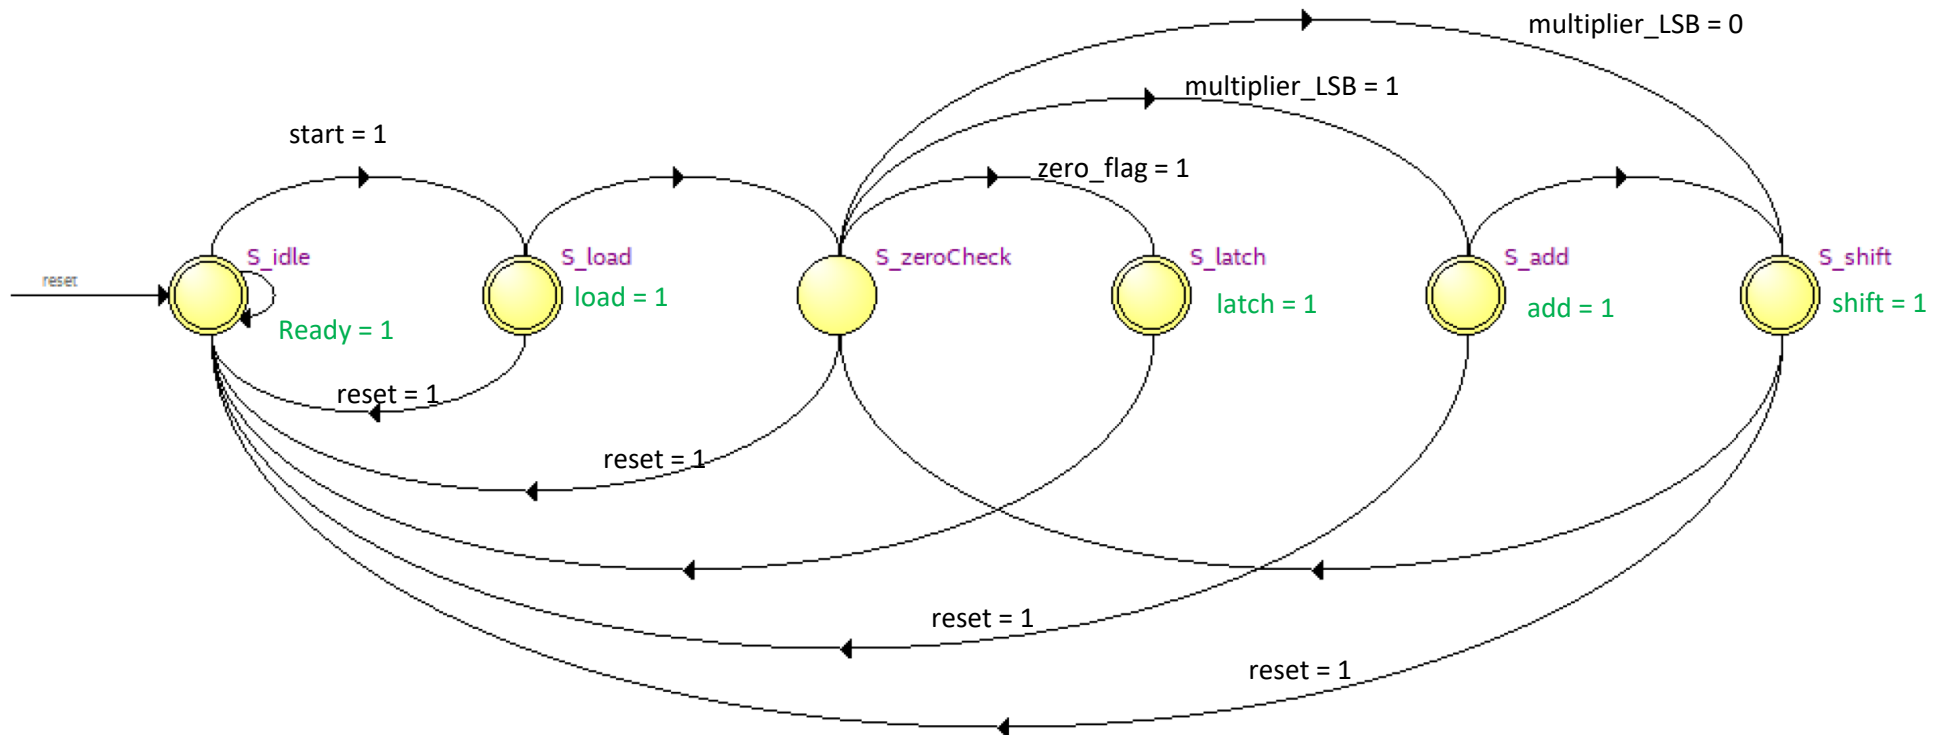 multiplier_LSB = 0
multiplier_LSB = 1
start = 1
zero_flag = 1
S_idle
S_load
S_zeroCheck
S_latch
S_add
S_shift
reset
Ready = 1
load = 1
latch = 1
add = 1
shift = 1
reset = 1
reset = 1
reset = 1
reset = 1